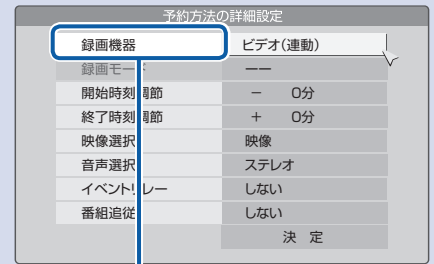 予約方法の詳細設定
録画機器 ビデオ(連動)
録画モード ーー
開始時刻調節 − 0分
終了時刻調節 + 0分
映像選択 映像
音声選択 ステレオ
イベントリレー しない
番組追従 しない
決 定